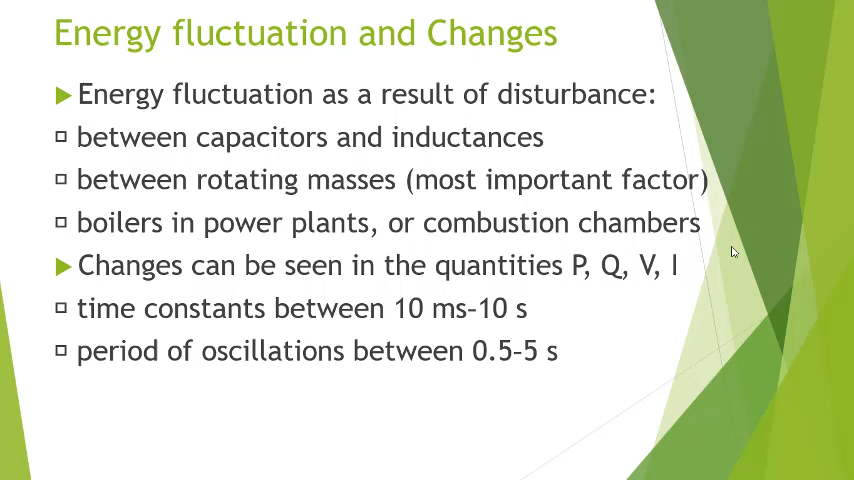 Energy fluctuation and Changes
Energy fluctuation as a result of disturbance:
between capacitors and inductances
between rotating masses (most important factor)
boilers in power plants, or combustion chambers
Changes can be seen in the quantities P, Q, V, I
time constants between 10 ms–10 s
period of oscillations between 0.5–5 s